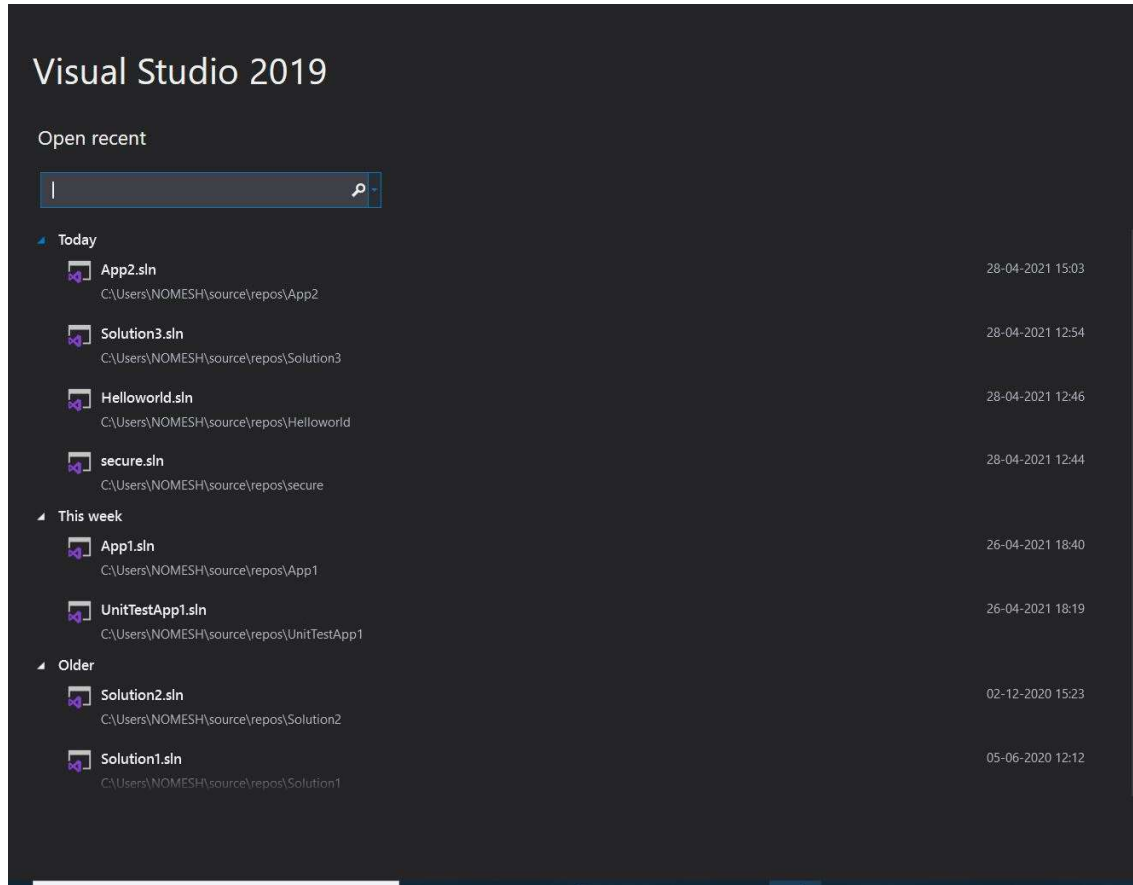 Visual Studio 2019
Open recent
Today
App2.sln 28-04-2021 15:03
C:\Users\NOMESH\source\repos\App2
Solution3.sln 28-04-2021 12:54
C:\Users\NOMESH\source\repos\Solution3
Helloworld.sln 28-04-2021 12:46
C:\Users\NOMESH\source\repos\Helloworld
secure.sln 28-04-2021 12:44
C:\Users\NOMESH\source\repos\secure
This week
App1.sln 26-04-2021 18:40
C:\Users\NOMESH\source\repos\App1
UnitTestApp1.sln 26-04-2021 18:19
C:\Users\NOMESH\source\repos\UnitTestApp1
Older
Solution2.sln 02-12-2020 15:23
C:\Users\NOMESH\source\repos\Solution2
Solution1.sln 05-06-2020 12:12
C:\Users\NOMESH\source\repos\Solution1